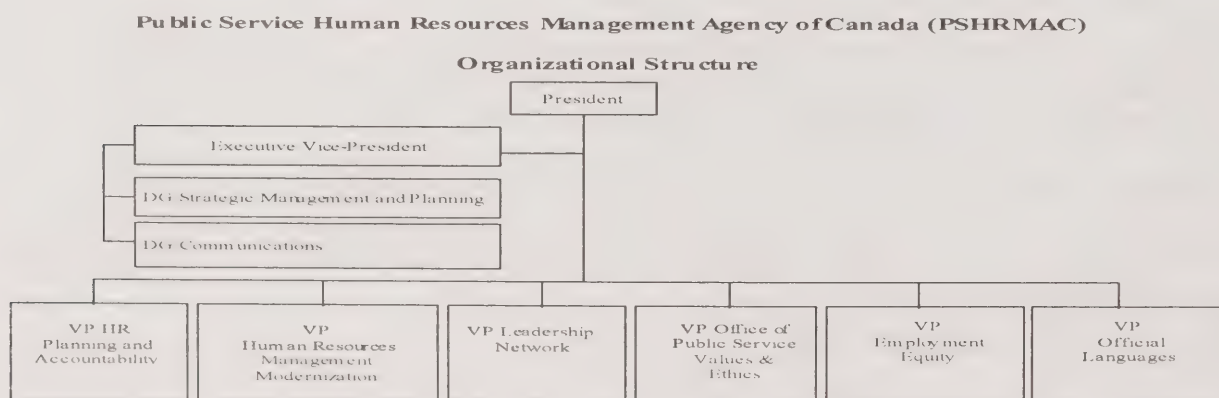 Public Service Human Resources Management Agency of Canada (PSHRMAC)
Organizational Structure
President
Executive Vice-President
DG Strategic Management and Planning
DG Communications
VP HR
Planning and
Accountability
VP
Human Resources
Management
Modernization
VP Leadership
Network
VP Office of
Public Service
Values &
Ethics
VP
Employment
Equity
VP
Official
Languages